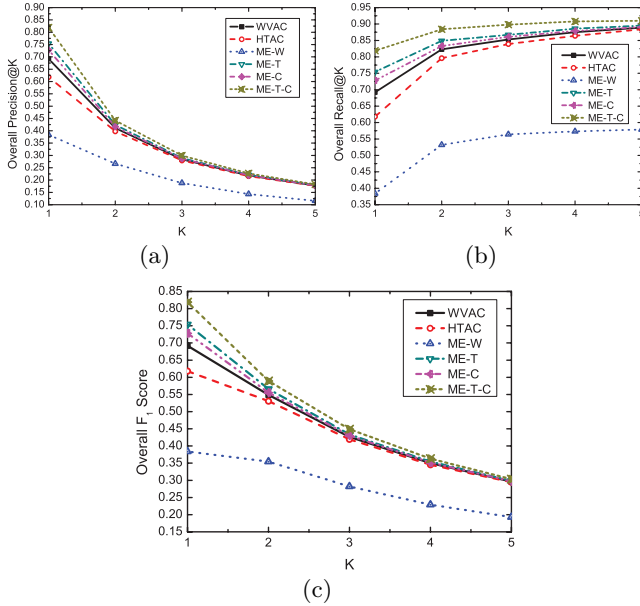 Overall Precision@K
0.90
0.85
0.80
0.75
0.70
0.65
0.60
0.55
0.50
0.45
0.40
0.35
0.30
0.25
0.20
0.15
0.10
1 2 3 4 5
K
WVAC
HTAC
ME-W
ME-T
ME-C
ME-T-C
(a)
Overall Recall@K
0.95
0.90
0.85
0.80
0.75
0.70
0.65
0.60
0.55
0.50
0.45
0.40
0.35
1 2 3 4
K
WVAC
HTAC
ME-W
ME-T
ME-C
ME-T-C
(b)
Overall F1 Score
0.85
0.80
0.75
0.70
0.65
0.60
0.55
0.50
0.45
0.40
0.35
0.30
0.25
0.20
0.15
1 2 3 4 5
K
WVAC
HTAC
ME-W
ME-T
ME-C
ME-T-C
(c)